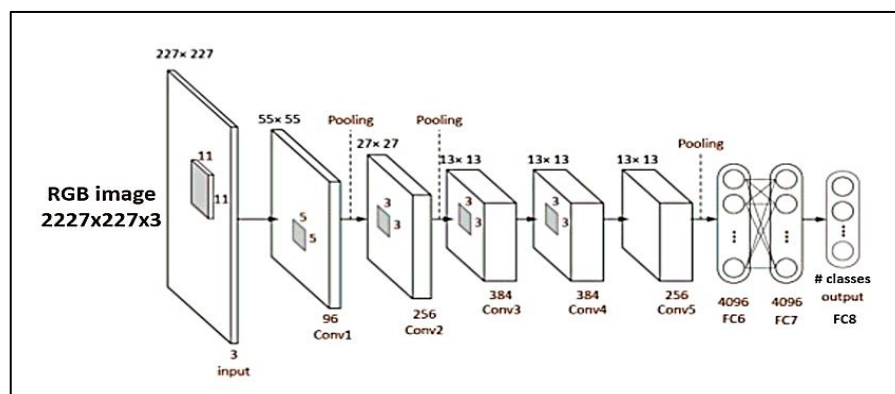 227× 227
11
11
RGB image
2227x227x3
3
input
55× 55
5
5
96
Conv1
Pooling
27× 27
3
3
256
Conv2
Pooling
13× 13
3
3
384
Conv3
13× 13
3
3
384
Conv4
13× 13
256
Conv5
Pooling
4096
FC6
4096
FC7
# classes
output
FC8